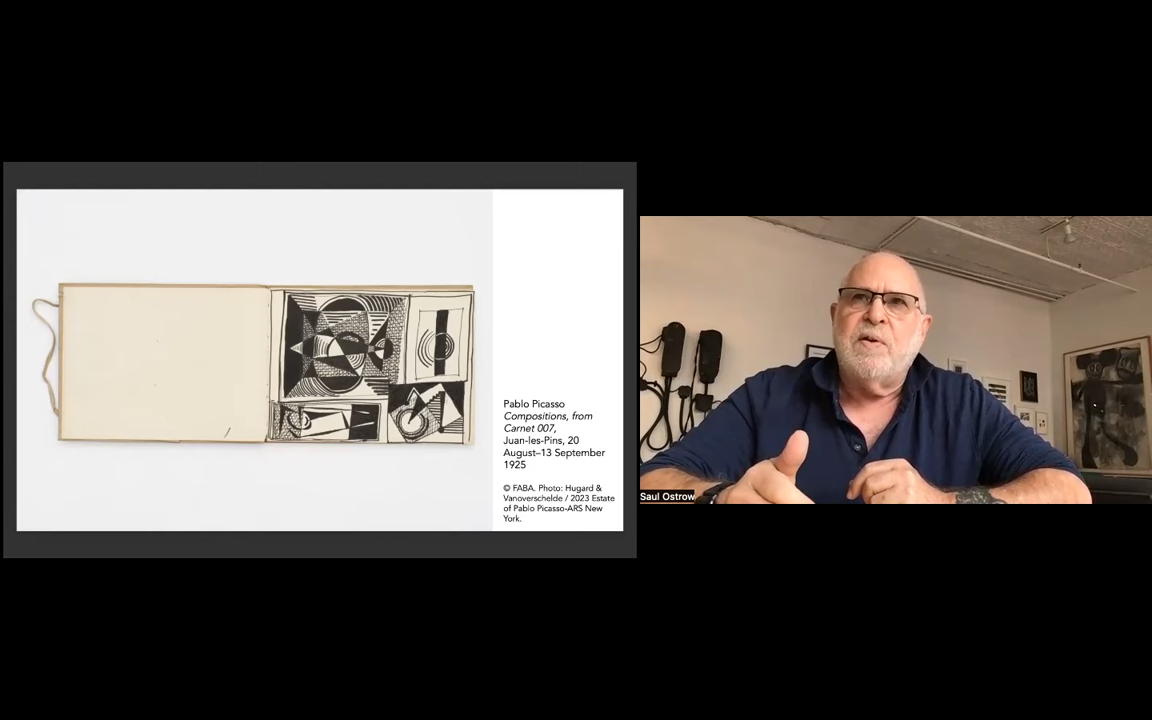 Pablo Picasso
Compositions, from
Carnet 007,
Juan-les-Pins, 20
August–13 September
1925
© FABA. Photo: Hugard &
Vanoverschelde / 2023 Estate
of Pablo Picasso-ARS New
York.
Saul Ostrow